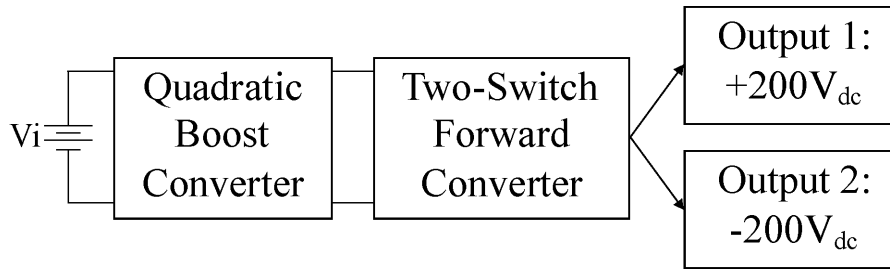 Vi
Quadratic
Boost
Converter
Two-Switch
Forward
Converter
Output 1:
+200Vdc
Output 2:
-200Vdc